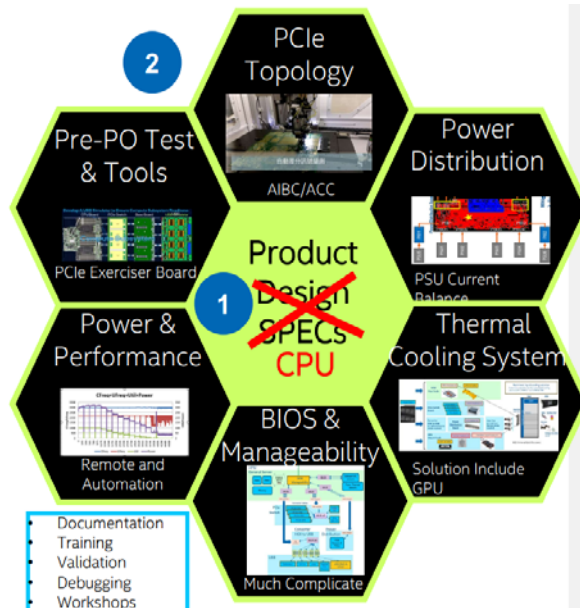 2
PCIe
Topology
AIBC/ACC
Pre-PO Test
& Tools
PCIe Exerciser Board
Power
Distribution
PSU Current
Balance
1
Product
Design
SPECs
CPU
Power &
Performance
Remote and
Automation
Thermal
Cooling System
Solution Include
GPU
BIOS &
Manageability
Much Complicate
• Documentation
• Training
• Validation
• Debugging
• Workshops